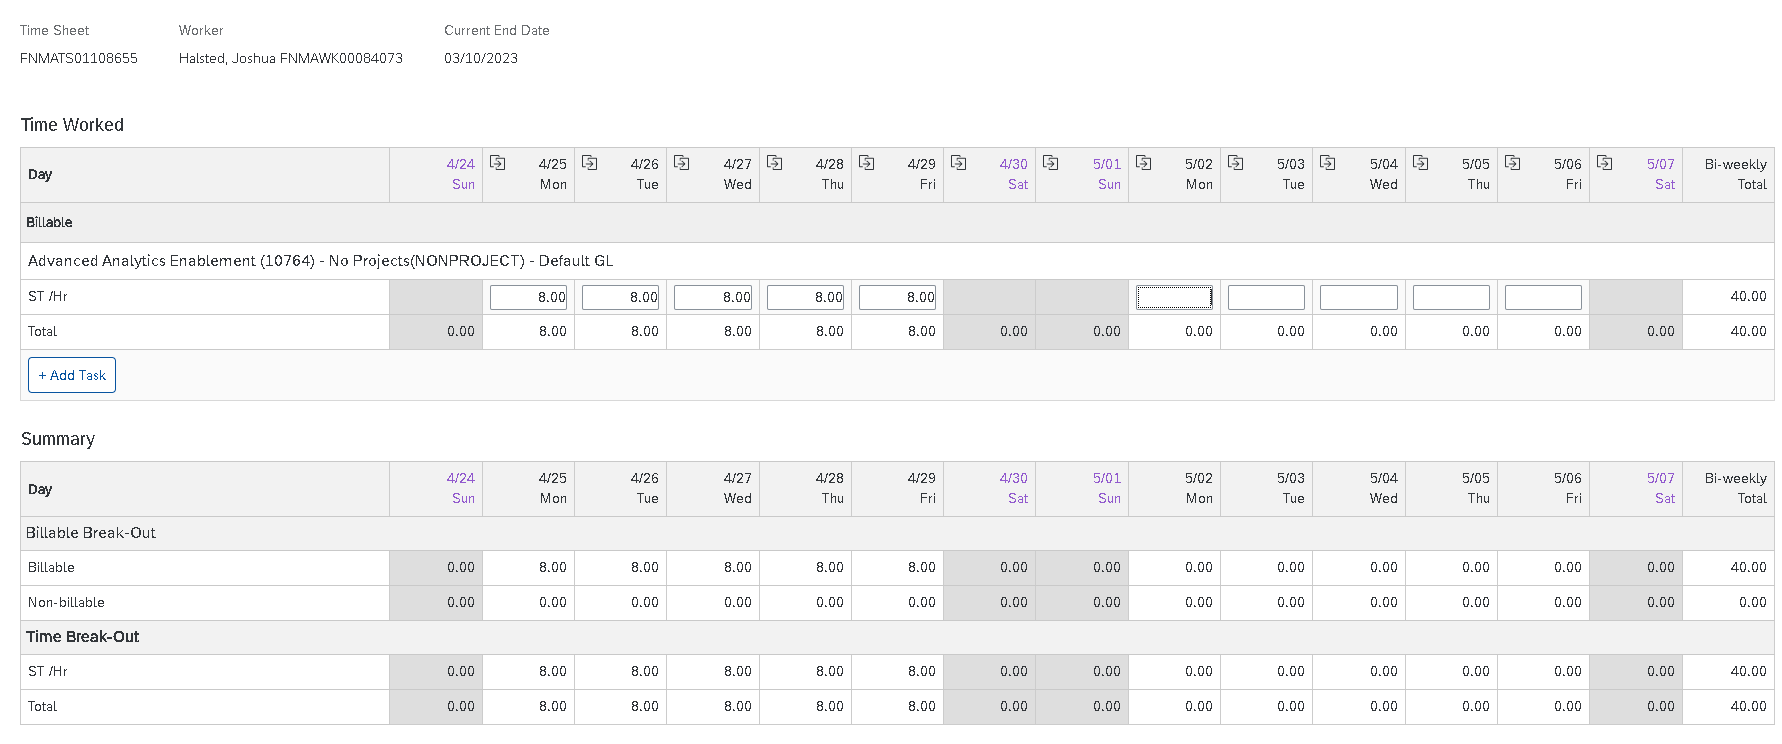 Time Sheet Worker Current End Date
FNMATS01108655 Halsted, Joshua FNMAWK00084073 03/10/2023
Time Worked
Day 4/24 Sun 4/25 Mon 4/26 Tue 4/27 Wed 4/28 Thu 4/29 Fri 4/30 Sat 5/01 Sun 5/02 Mon 5/03 Tue 5/04 Wed 5/05 Thu 5/06 Fri 5/07 Sat Bi-weekly Total
Billable
Advanced Analytics Enablement (10764) - No Projects(NONPROJECT) - Default GL
ST /Hr 8.00 8.00 8.00 8.00 8.00 40.00
Total 0.00 8.00 8.00 8.00 8.00 8.00 0.00 0.00 0.00 0.00 0.00 0.00 0.00 0.00 40.00
+ Add Task
Summary
Day 4/24 Sun 4/25 Mon 4/26 Tue 4/27 Wed 4/28 Thu 4/29 Fri 4/30 Sat 5/01 Sun 5/02 Mon 5/03 Tue 5/04 Wed 5/05 Thu 5/06 Fri 5/07 Sat Bi-weekly Total
Billable Break-Out
Billable 0.00 8.00 8.00 8.00 8.00 8.00 0.00 0.00 0.00 0.00 0.00 0.00 0.00 0.00 40.00
Non-billable 0.00 0.00 0.00 0.00 0.00 0.00 0.00 0.00 0.00 0.00 0.00 0.00 0.00 0.00 0.00
Time Break-Out
ST /Hr 0.00 8.00 8.00 8.00 8.00 8.00 0.00 0.00 0.00 0.00 0.00 0.00 0.00 0.00 40.00
Total 0.00 8.00 8.00 8.00 8.00 8.00 0.00 0.00 0.00 0.00 0.00 0.00 0.00 0.00 40.00